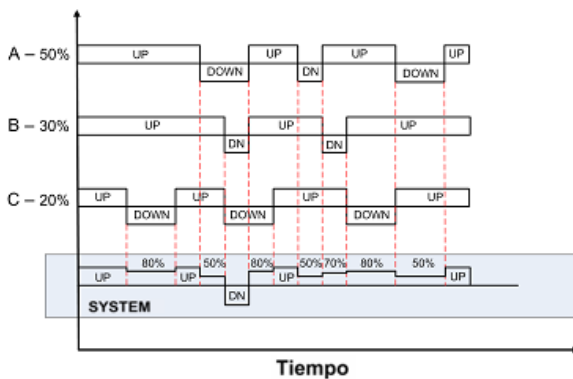 A – 50%
UP UP UP UP
DOWN DN DOWN
B – 30%
UP UP UP
DN DN
C – 20%
UP UP UP UP
DOWN DOWN DOWN
80% 50% 80% 50% 70% 80% 50%
UP UP UP UP
DN
SYSTEM
Tiempo